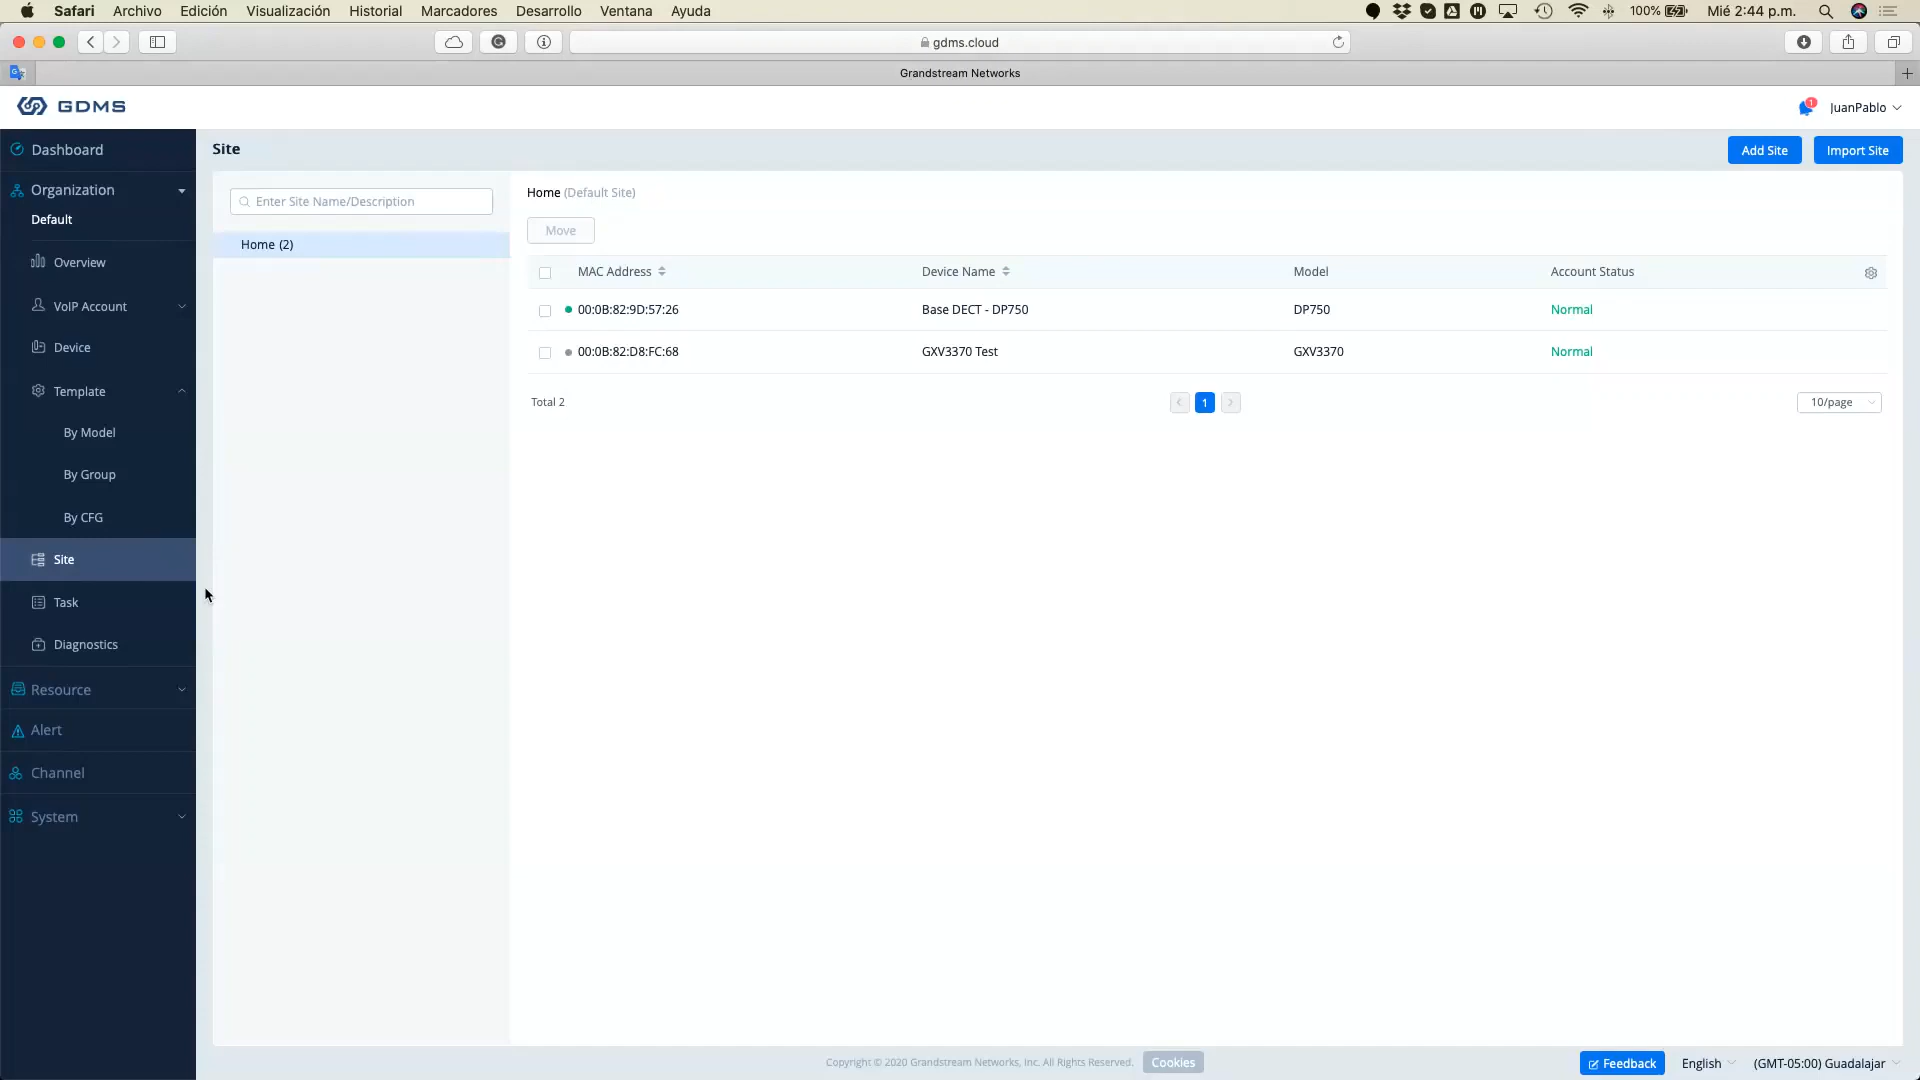 Safari Archivo Edición Visualización Historial Marcadores Desarrollo Ventana Ayuda 100% Mié 2:44 p.m.
gdms.cloud
Grandstream Networks
GDMS 1 JuanPablo
Dashboard
Organization
Default
Overview
VoIP Account
Device
Template
By Model
By Group
By CFG
Site
Task
Diagnostics
Resource
Alert
Channel
System
Site Add Site Import Site
Enter Site Name/Description
Home (2)
Home (Default Site)
Move
MAC Address Device Name Model Account Status
00:0B:82:9D:57:26 Base DECT - DP750 DP750 Normal
00:0B:82:D8:FC:68 GXV3370 Test GXV3370 Normal
Total 2 1 10/page
Copyright © 2020 Grandstream Networks, Inc. All Rights Reserved. Cookies Feedback English (GMT-05:00) Guadalajar